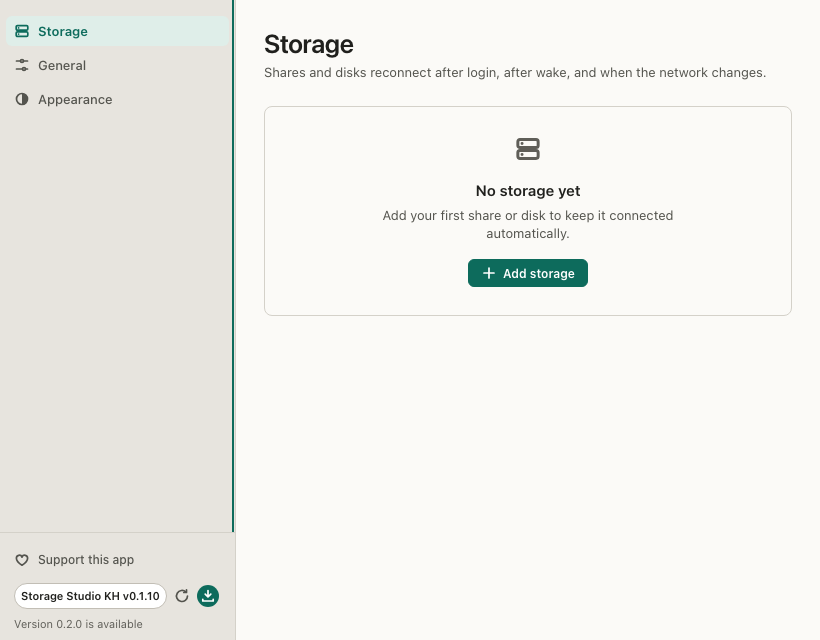 Storage
General
Appearance
Support this app
Storage Studio KH v0.1.10
Version 0.2.0 is available
Storage
Shares and disks reconnect after login, after wake, and when the network changes.
No storage yet
Add your first share or disk to keep it connected
automatically.
Add storage